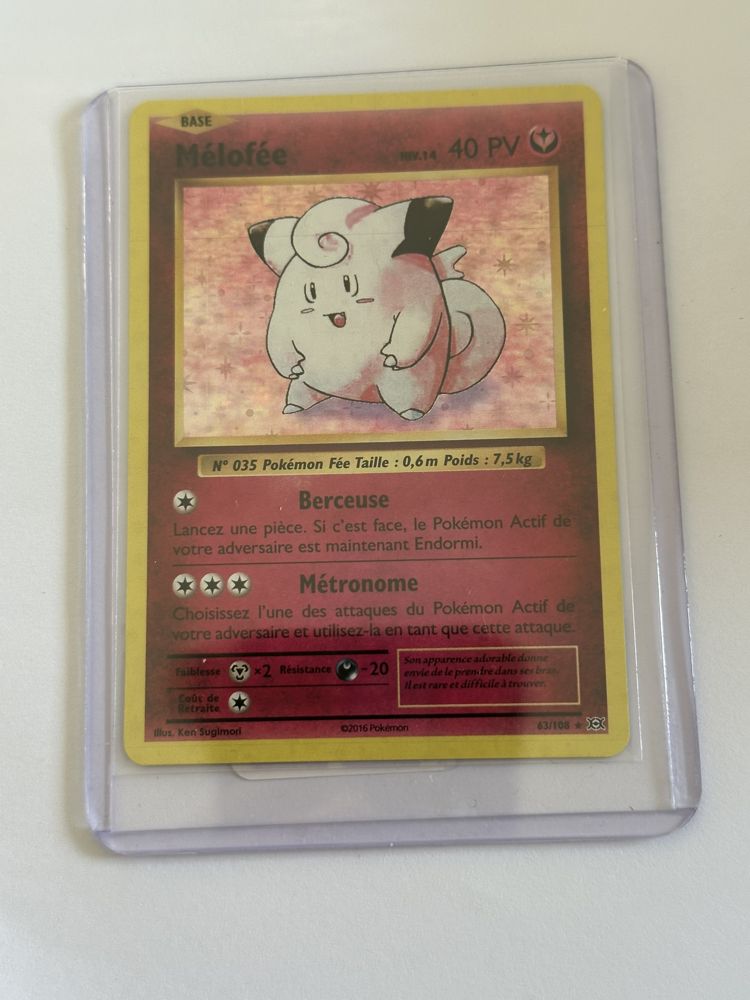 BASE
Mélofée NIV.14 40 PV
N° 035 Pokémon Fée Taille : 0,6 m Poids : 7,5 kg
Berceuse
Lancez une pièce. Si c'est face, le Pokémon Actif de
votre adversaire est maintenant Endormi.
Métronome
Choisissez l'une des attaques du Pokémon Actif de
votre adversaire et utilisez-la en tant que cette attaque.
Faiblesse ×2 Résistance -20
Coût de
Retraite
Son apparence adorable donne
envie de le prendre dans ses bras.
Il est rare et difficile à trouver.
Illus. Ken Sugimori ©2016 Pokémon 63/108 ★